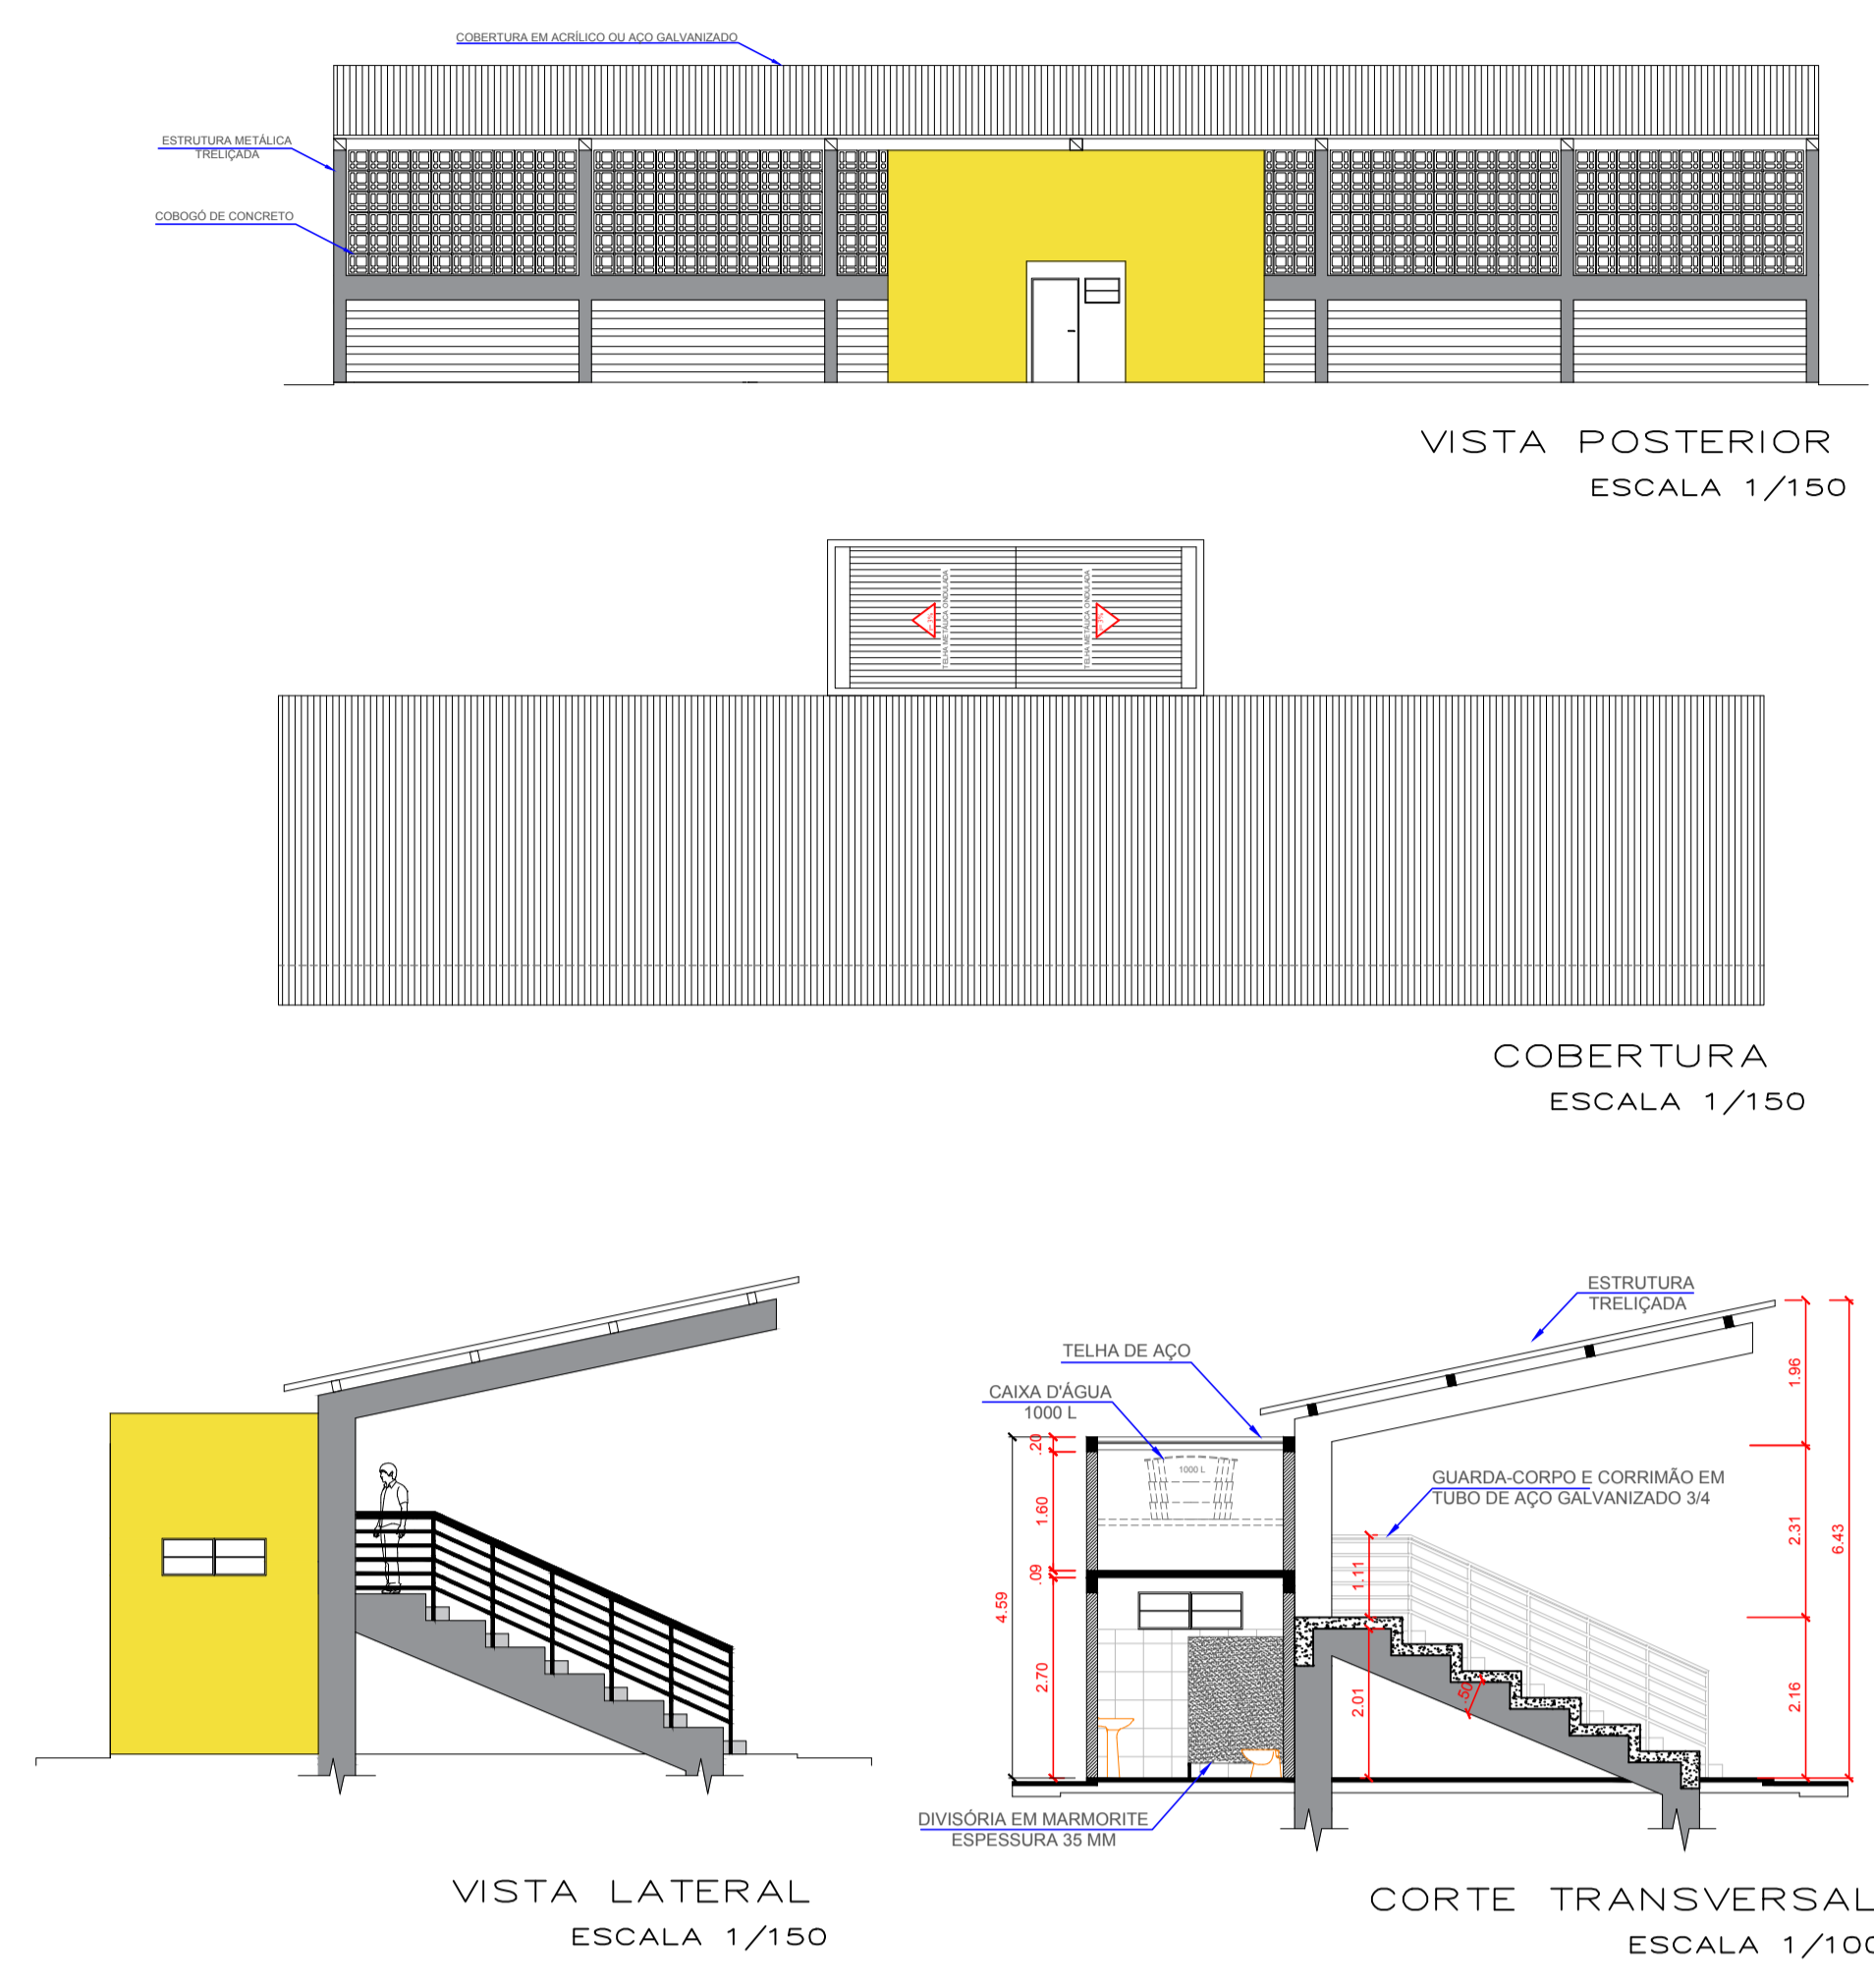 COBERTURA EM ACRÍLICO OU AÇO GALVANIZADO
ESTRUTURA METÁLICA
TRELIÇADA
COBOGÓ DE CONCRETO
VISTA POSTERIOR
ESCALA 1/150
TELHA METÁLICA ONDULADA
TELHA METÁLICA ONDULADA
COBERTURA
ESCALA 1/150
VISTA LATERAL
ESCALA 1/150
ESTRUTURA
TRELIÇADA
TELHA DE AÇO
CAIXA D'ÁGUA
1000 L
1000 L
GUARDA-CORPO E CORRIMÃO EM
TUBO DE AÇO GALVANIZADO 3/4
4.59
.20
1.60
.09
2.70
1.11
2.01
.50
1.96
2.31
2.16
6.43
DIVISÓRIA EM MARMORITE
ESPESSURA 35 MM
CORTE TRANSVERSAL
ESCALA 1/100